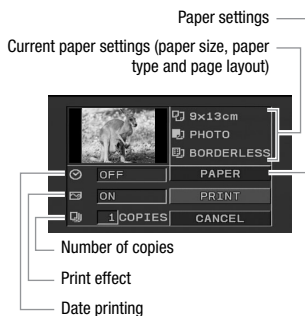 Paper settings
Current paper settings (paper size, paper
type and page layout)
9x13cm
PHOTO
BORDERLESS
OFF
PAPER
ON
PRINT
1 COPIES
CANCEL
Number of copies
Print effect
Date printing